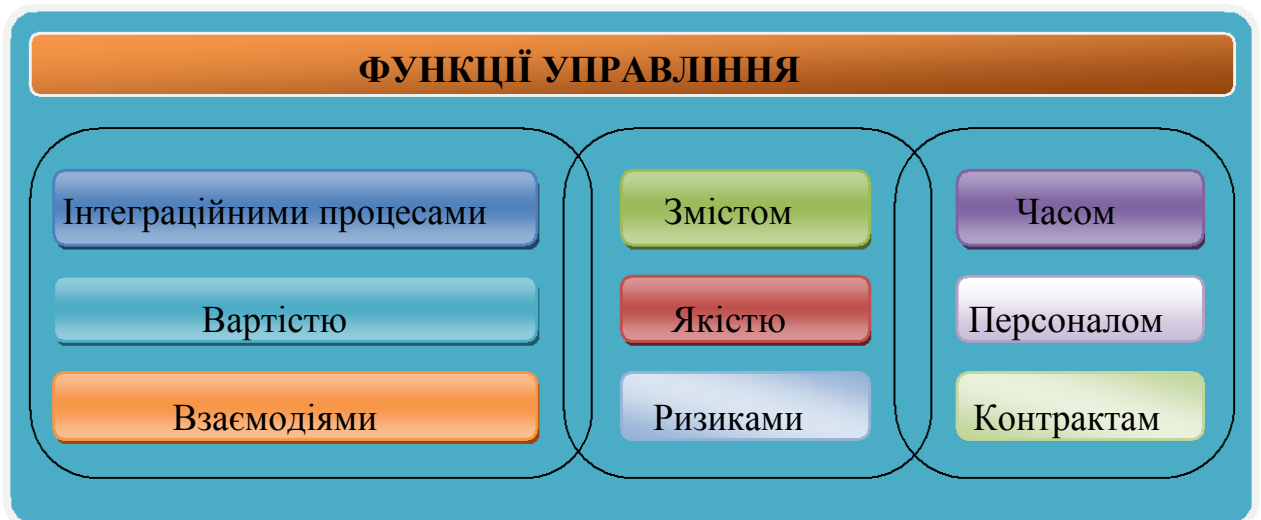 ФУНКЦІЇ УПРАВЛІННЯ
Інтеграційними процесами
Змістом
Часом
Вартістю
Якістю
Персоналом
Взаємодіями
Ризиками
Контрактам